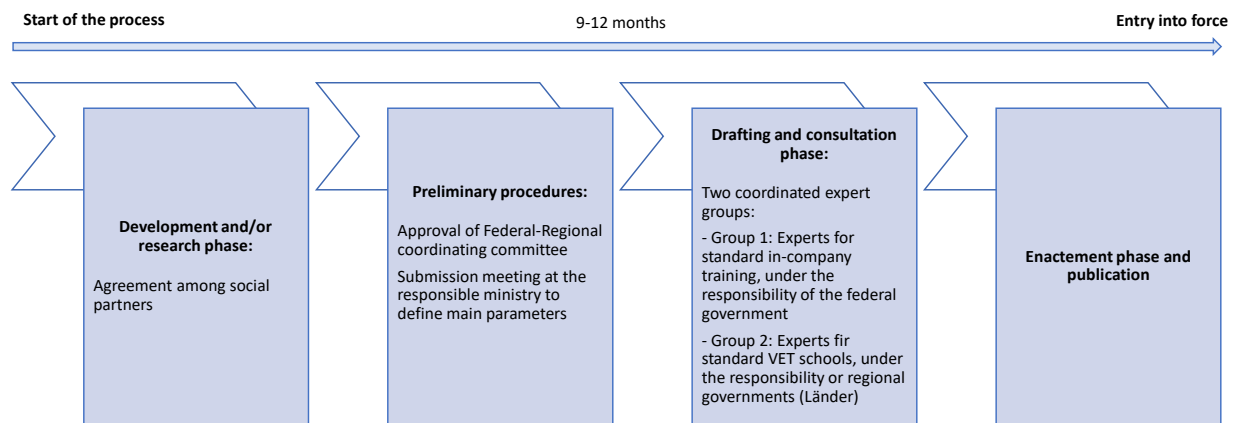 Start of the process
9-12 months
Entry into force
Development and/or
research phase:
Agreement among social
partners
Preliminary procedures:
Approval of Federal-Regional
coordinating committee
Submission meeting at the
responsible ministry to
define main parameters
Drafting and consultation
phase:
Two coordinated expert
groups:
- Group 1: Experts for
standard in-company
training, under the
responsibility of the federal
government
- Group 2: Experts fir
standard VET schools, under
the responsibility or regional
governments (Länder)
Enactement phase and
publication